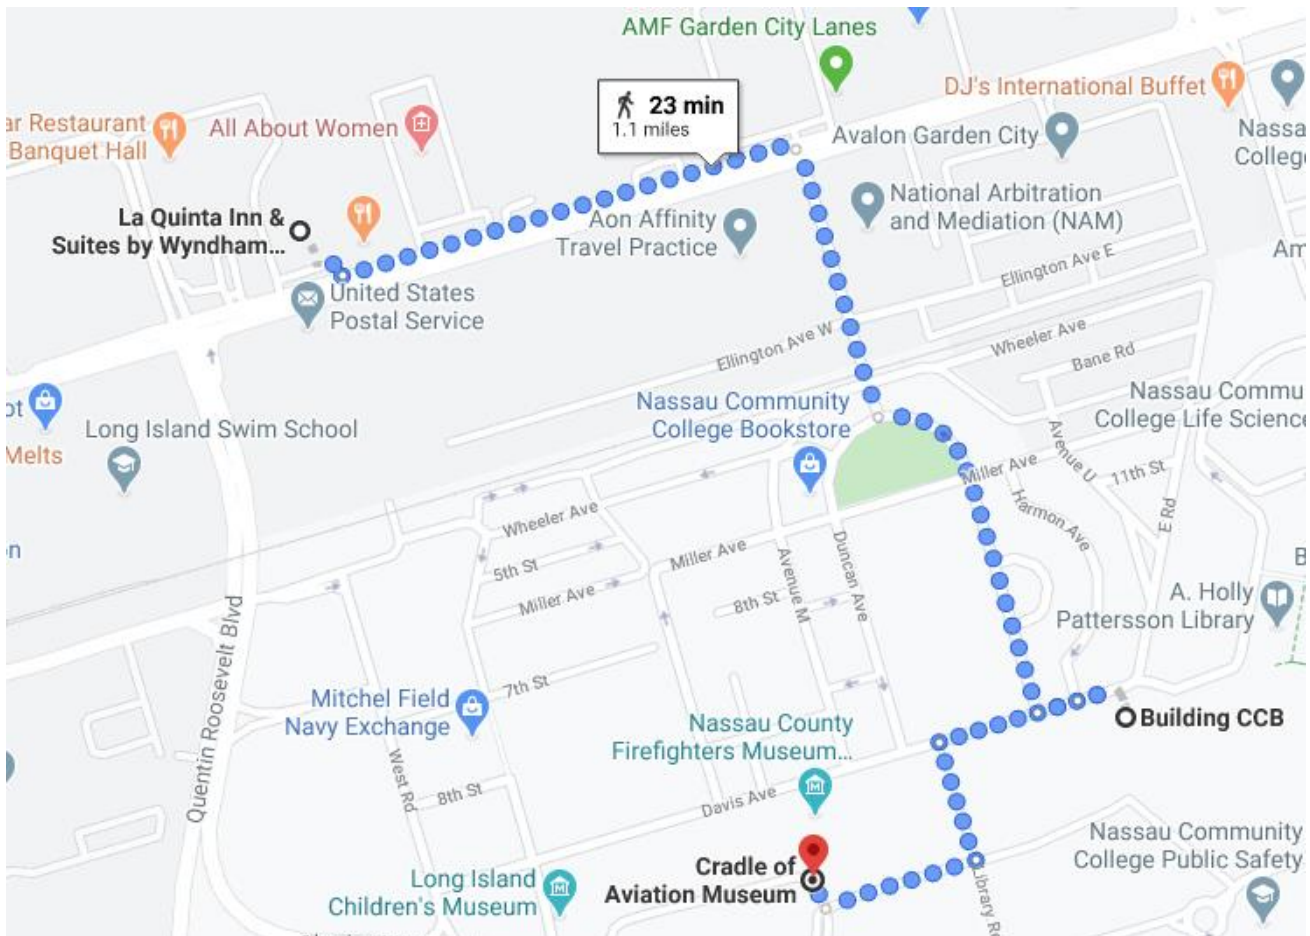 AMF Garden City Lanes
23 min
1.1 miles
DJ's International Buffet
ar Restaurant
Banquet Hall
All About Women
Avalon Garden City
Nassa
Colleg
La Quinta Inn &
Suites by Wyndham...
Aon Affinity
Travel Practice
National Arbitration
and Mediation (NAM)
Am
Ellington Ave E
United States
Postal Service
Ellington Ave W
Wheeler Ave
Bane Rd
ot
Melts
Long Island Swim School
Nassau Community
College Bookstore
Nassau Commu
College Life Science
Avenue U
Miller Ave
11th St
Harmon Ave
E Rd
Wheeler Ave
n
5th St
Miller Ave
Miller Ave
Avenue M
Duncan Ave
8th St
B
A. Holly
Pattersson Library
Quentin Roosevelt Blvd
7th St
Mitchel Field
Navy Exchange
West Rd
8th St
Nassau County
Firefighters Museum...
Building CCB
Davis Ave
Cradle of
Aviation Museum
Long Island
Children's Museum
Library R
Nassau Community
College Public Safety